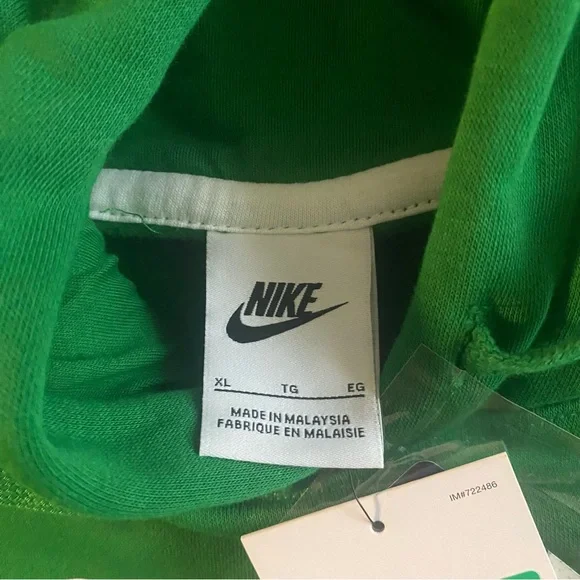 NIKE
XL TG EG
MADE IN MALAYSIA
FABRIQUE EN MALAISIE
IM#722486